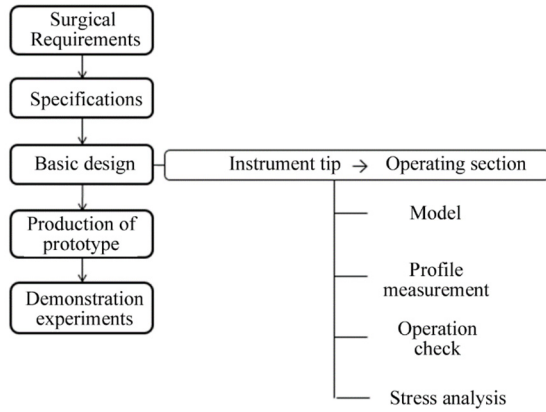 Surgical
Requirements
Specifications
Basic design
Instrument tip → Operating section
Production of
prototype
Demonstration
experiments
Model
Profile
measurement
Operation
check
Stress analysis